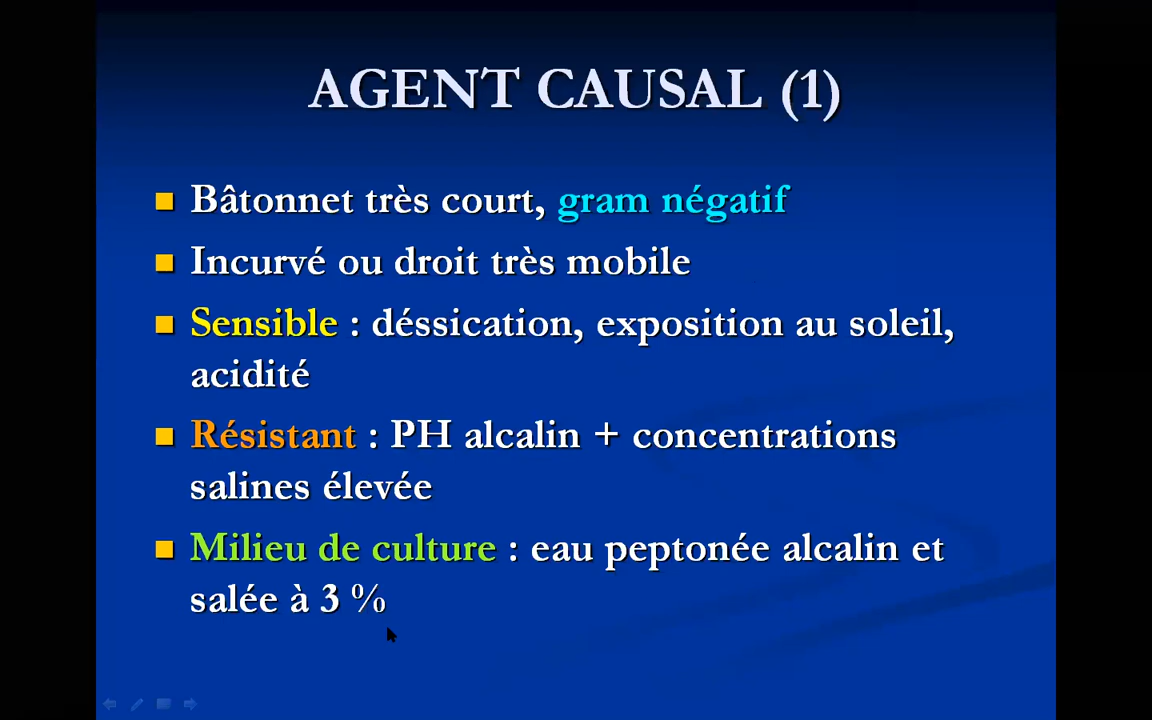 AGENT CAUSAL (1)
Bâtonnet très court, gram négatif
Incurvé ou droit très mobile
Sensible : déssication, exposition au soleil,
acidité
Résistant : PH alcalin + concentrations
salines élevée
Milieu de culture : eau peptonée alcalin et
salée à 3 %